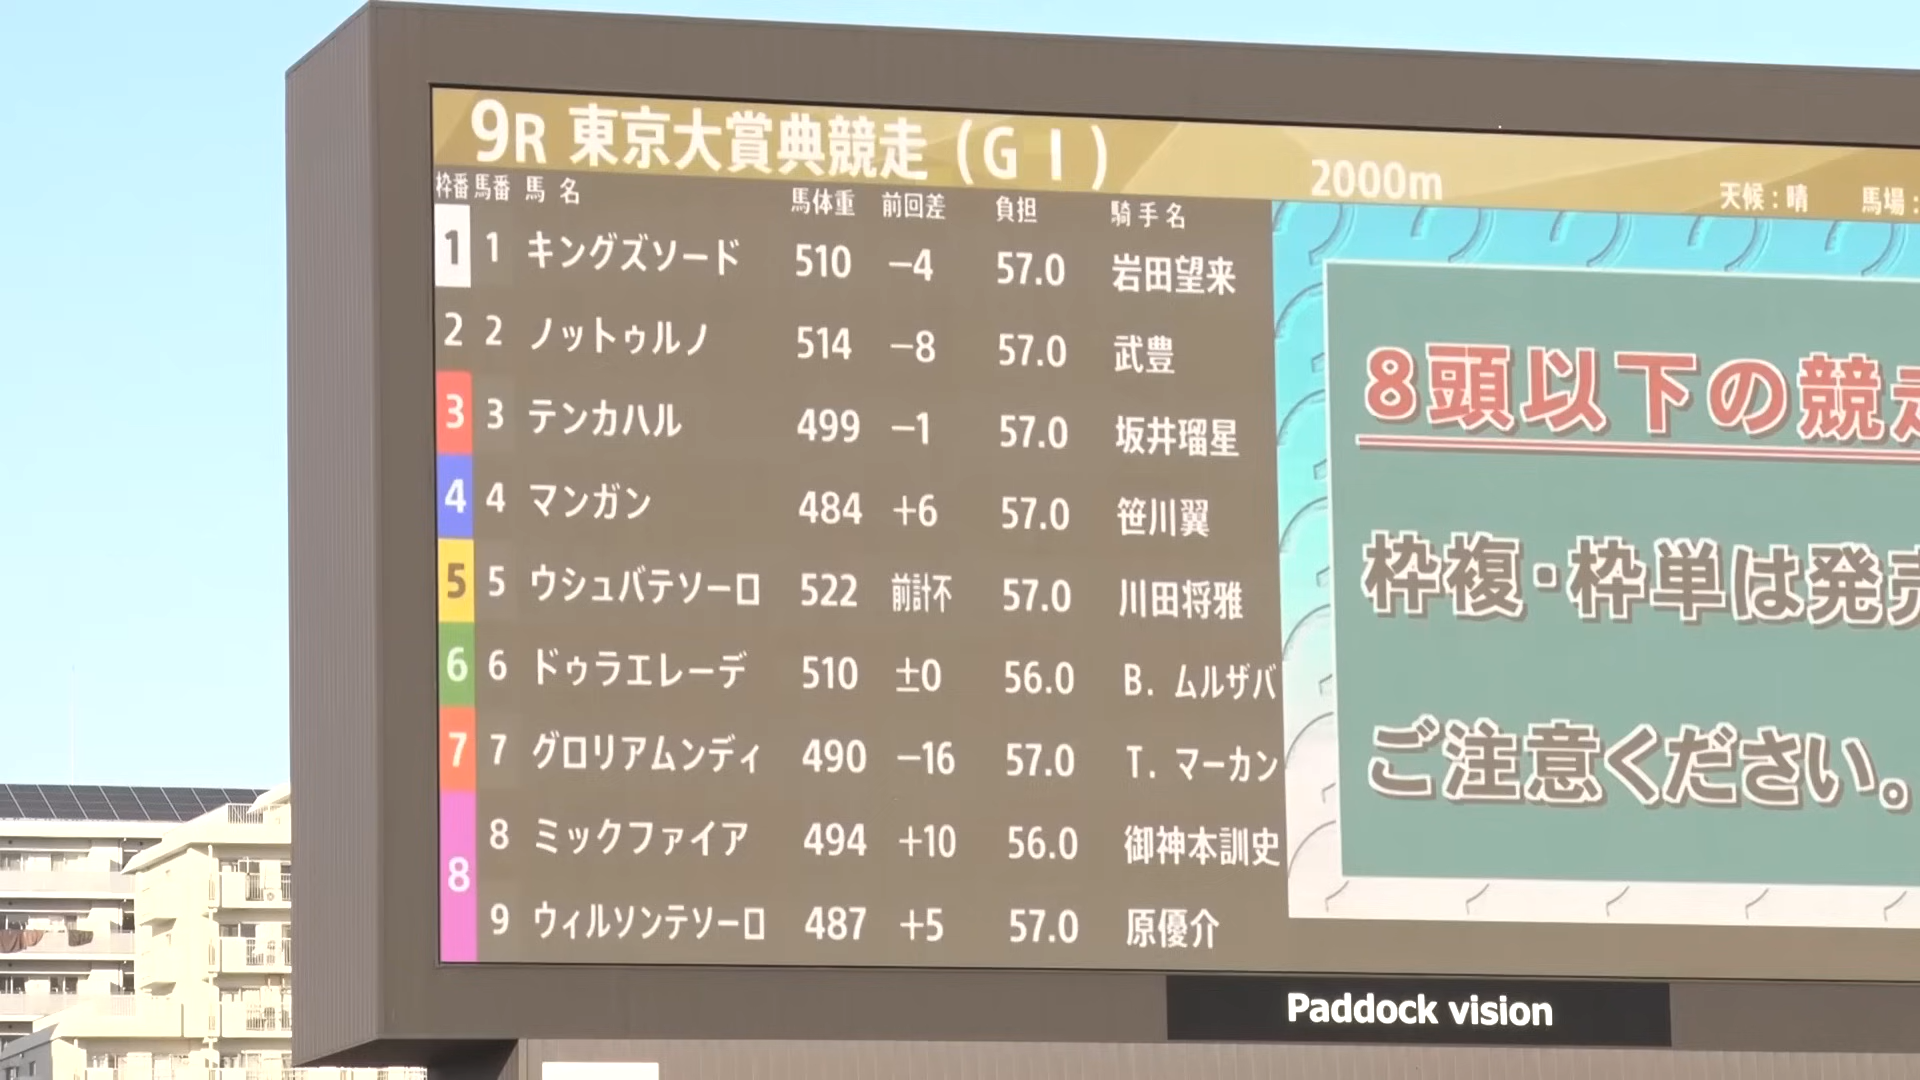 9R 東京大賞典競走(GI) 2000m 天候:晴 馬場:
枠番 馬番 馬名 馬体重 前回差 負担 騎手名
1 1 キングズソード 510 -4 57.0 岩田望来
2 2 ノットゥルノ 514 -8 57.0 武豊
3 3 テンカハル 499 -1 57.0 坂井瑠星
4 4 マンガン 484 +6 57.0 笹川翼
5 5 ウシュバテソーロ 522 前計不 57.0 川田将雅
6 6 ドゥラエレーデ 510 ±0 56.0 B. ムルザバ
7 7 グロリアムンディ 490 -16 57.0 T. マーカン
8 8 ミックファイア 494 +10 56.0 御神本訓史
9 ウィルソンテソーロ 487 +5 57.0 原優介
8頭以下の競走
枠複・枠単は発売
ご注意ください。
Paddock vision